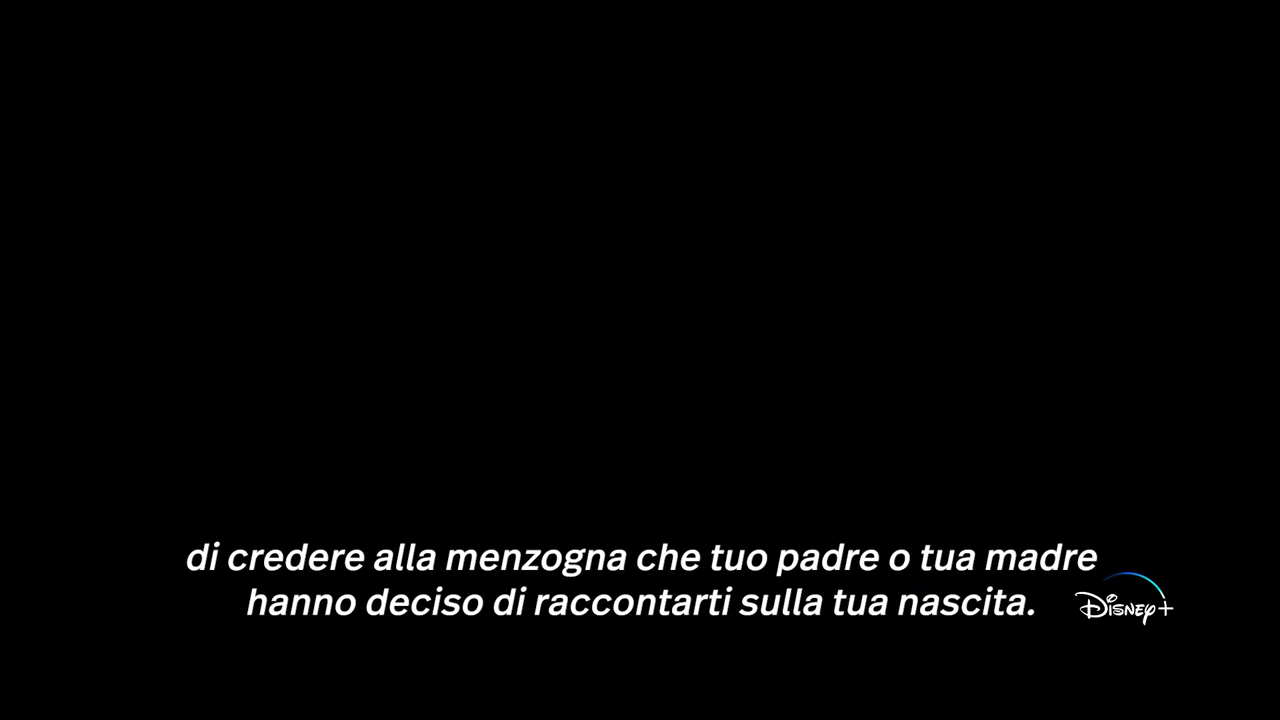 di credere alla menzogna che tuo padre o tua madre
hanno deciso di raccontarti sulla tua nascita.
Disney+